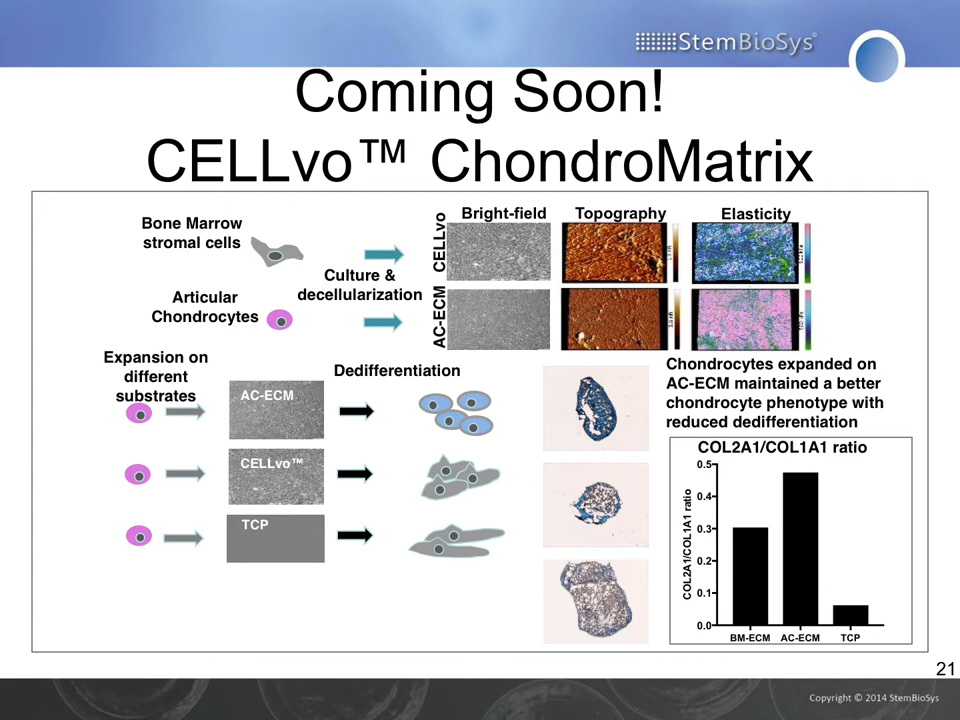 StemBioSys®
Coming Soon!
CELLvo™ ChondroMatrix
Bone Marrow
stromal cells
Articular
Chondrocytes
Culture &
decellularization
CELLvo
AC-ECM
Bright-field
Topography
Elasticity
Expansion on
different
substrates
Dedifferentiation
AC-ECM
CELLvo™
TCP
Chondrocytes expanded on
AC-ECM maintained a better
chondrocyte phenotype with
reduced dedifferentiation
COL2A1/COL1A1 ratio
COL2A1/COL1A1 ratio
0.5
0.4
0.3
0.2
0.1
0.0
BM-ECM AC-ECM TCP
21
Copyright © 2014 StemBioSys